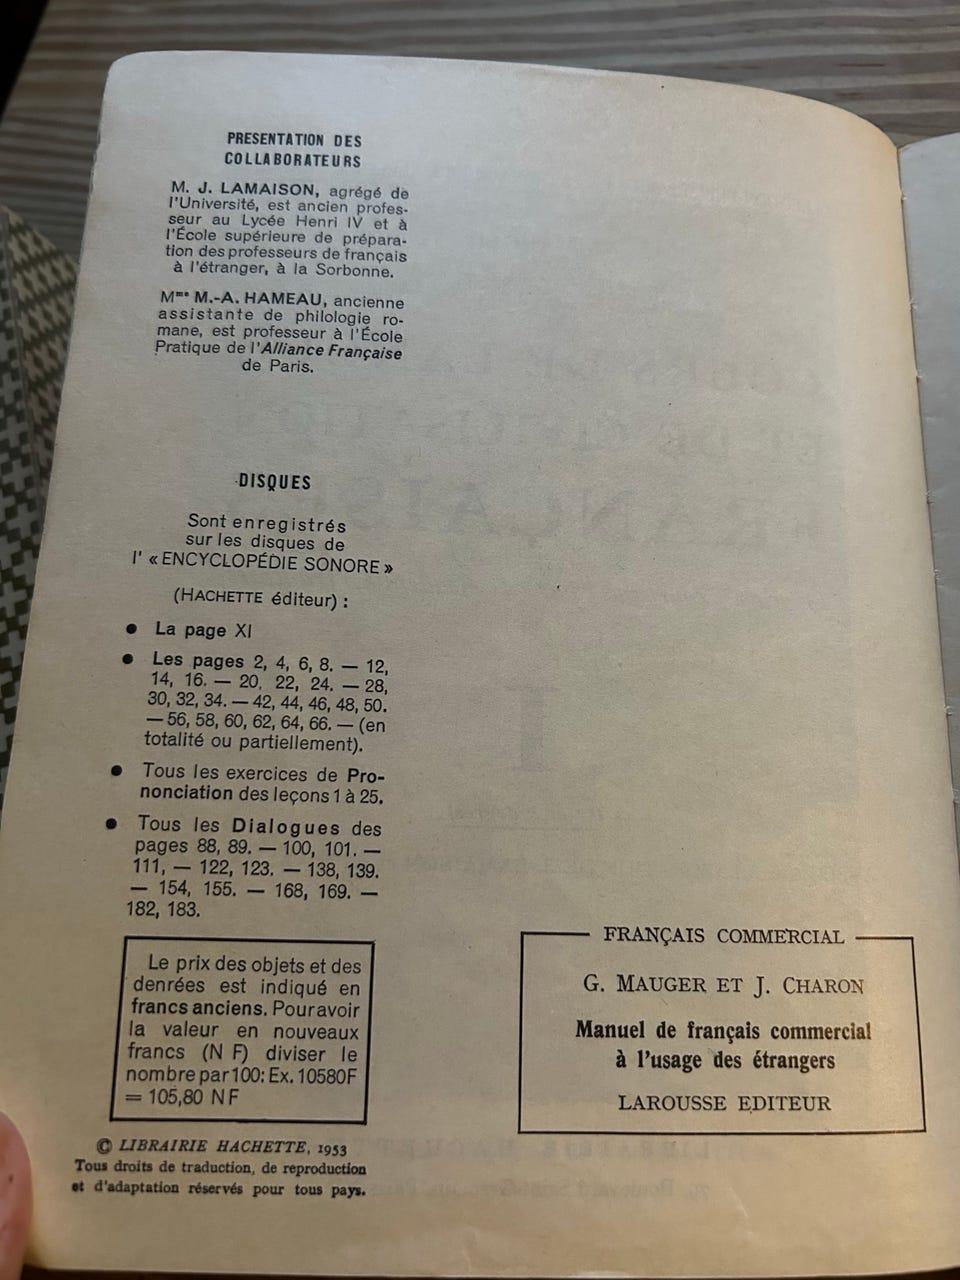 PRESENTATION DES
COLLABORATEURS
M. J. LAMAISON, agrégé de
l'Université, est ancien profes-
seur au Lycée Henri IV et à
l'École supérieure de prépara-
tion des professeurs de français
à l'étranger, à la Sorbonne.
Mme M.-A. HAMEAU, ancienne
assistante de philologie ro-
mane, est professeur à l'École
Pratique de l'Alliance Française
de Paris.
DISQUES
Sont enregistrés
sur les disques de
l' « ENCYCLOPÉDIE SONORE »
(HACHETTE éditeur) :
● La page XI
● Les pages 2, 4, 6, 8. — 12,
14, 16. — 20, 22, 24. — 28,
30, 32, 34. — 42, 44, 46, 48, 50.
— 56, 58, 60, 62, 64, 66. — (en
totalité ou partiellement).
● Tous les exercices de Pro-
nonciation des leçons 1 à 25.
● Tous les Dialogues des
pages 88, 89. — 100, 101. —
111, — 122, 123. — 138, 139.
— 154, 155. — 168, 169. —
182, 183.
Le prix des objets et des
denrées est indiqué en
francs anciens. Pour avoir
la valeur en nouveaux
francs (N F) diviser le
nombre par 100: Ex. 10580F
= 105,80 NF
© LIBRAIRIE HACHETTE, 1953
Tous droits de traduction, de reproduction
et d'adaptation réservés pour tous pays.
FRANÇAIS COMMERCIAL
G. MAUGER ET J. CHARON
Manuel de français commercial
à l'usage des étrangers
LAROUSSE EDITEUR